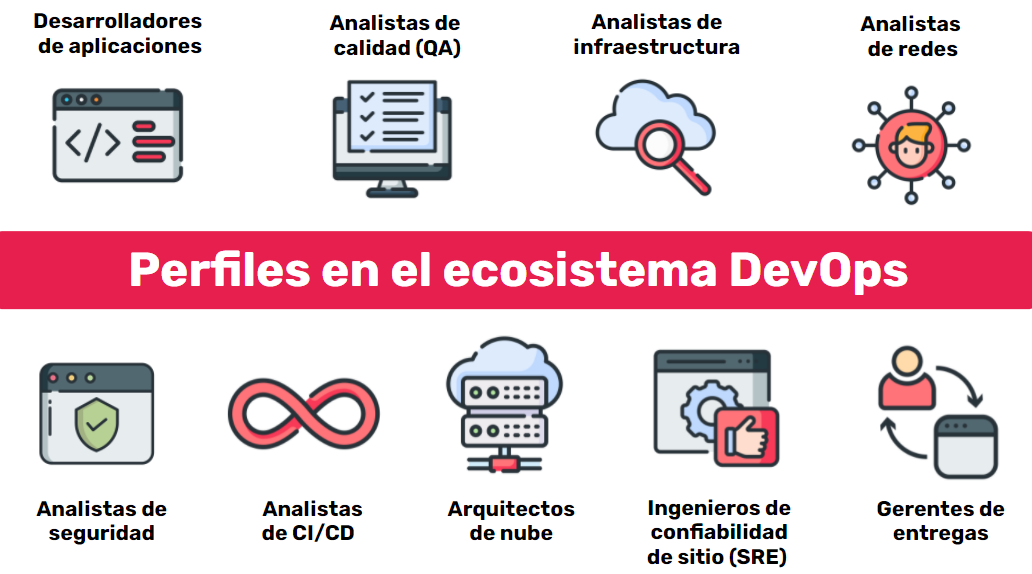 Desarrolladores
de aplicaciones
Analistas de
calidad (QA)
Analistas de
infraestructura
Analistas
de redes
Perfiles en el ecosistema DevOps
Analistas de
seguridad
Analistas
de CI/CD
Arquitectos
de nube
Ingenieros de
confiabilidad
de sitio (SRE)
Gerentes de
entregas